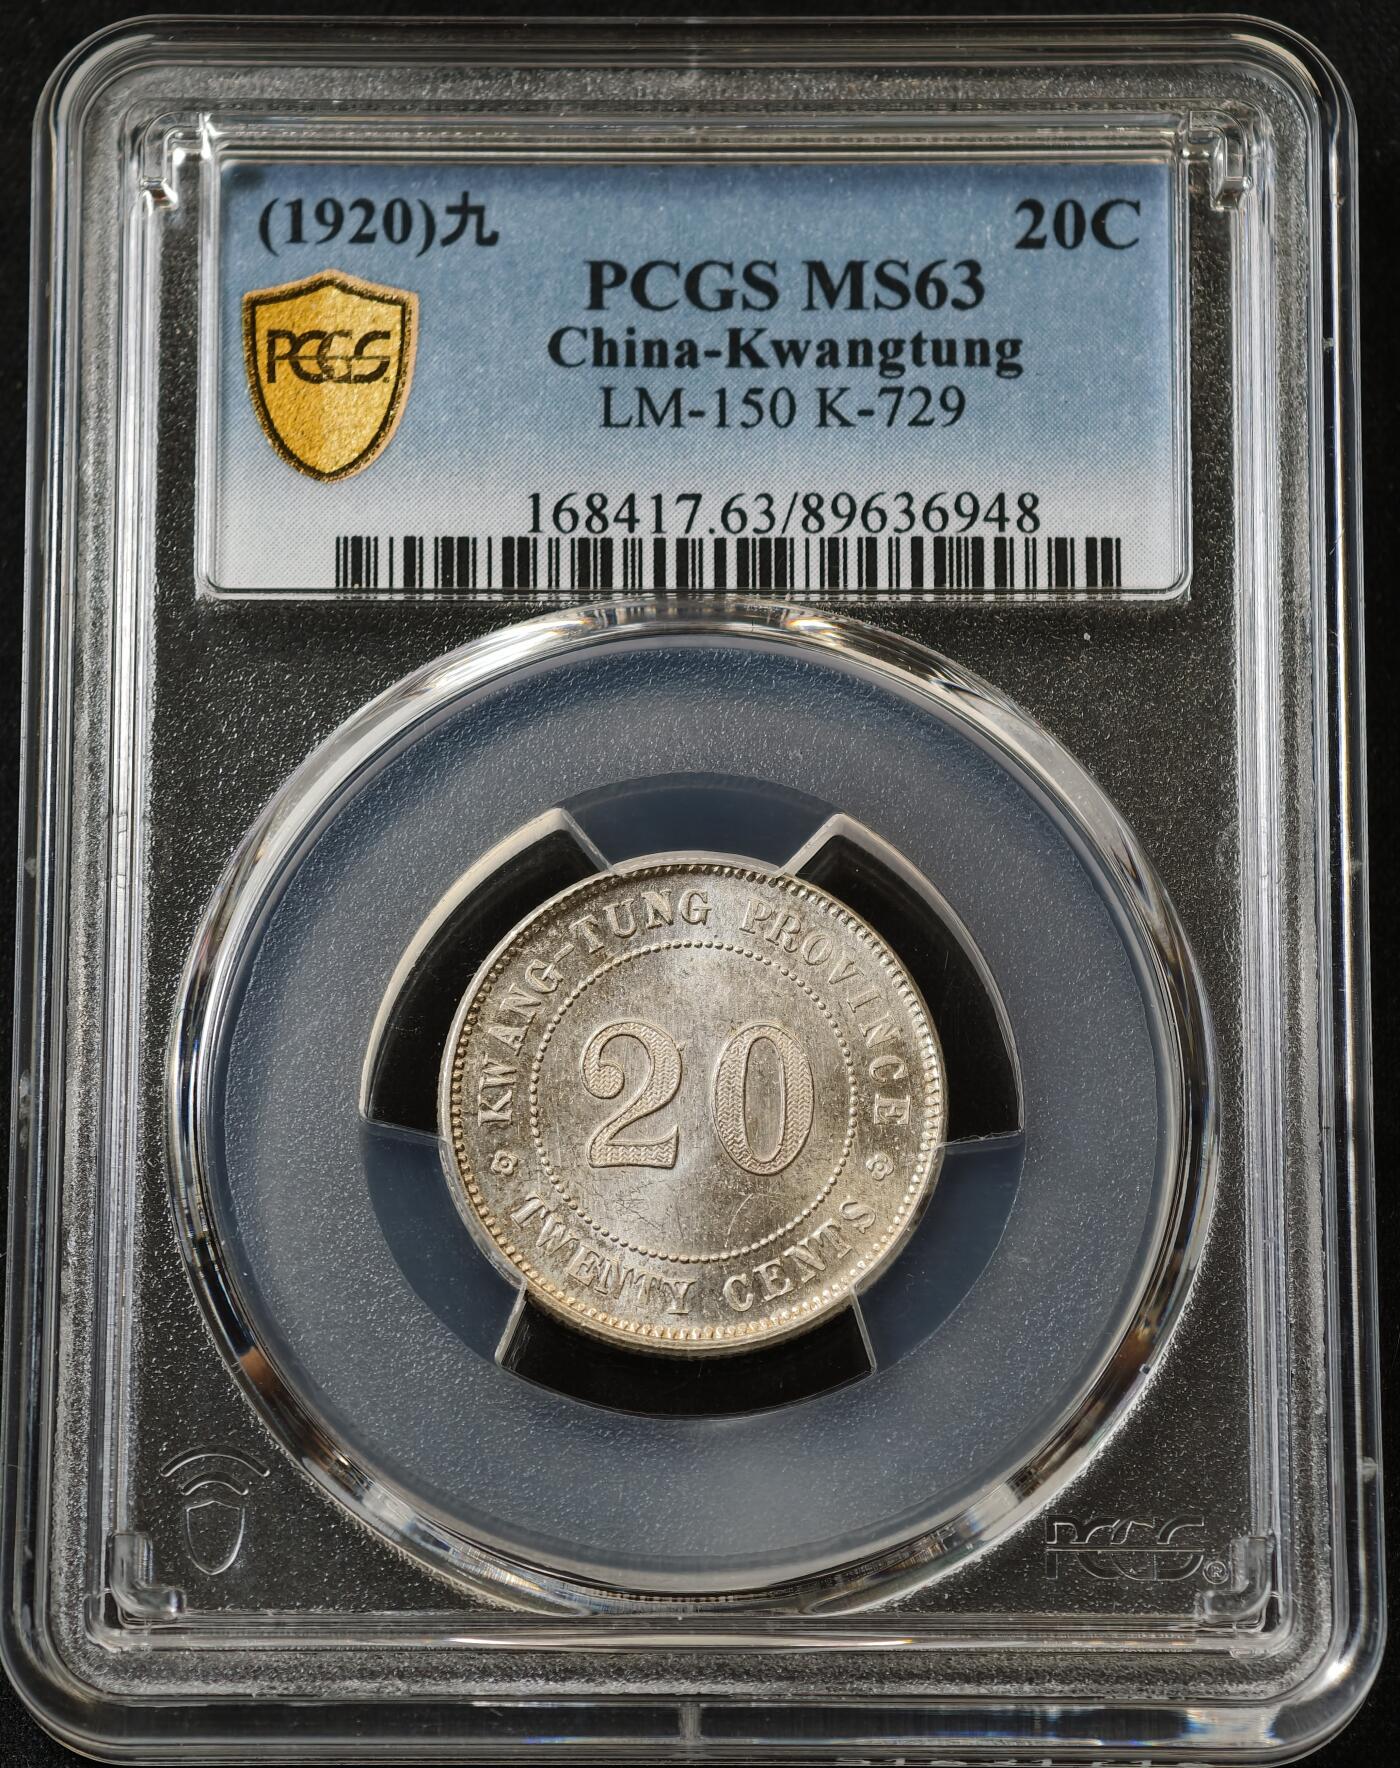 (1920)九 20C
PCGS MS63
China-Kwangtung
PCGS
LM-150 K-729
168417.63/89636948
KWANG-TUNG PROVINCE
20
TWENTY CENTS
PCGS®